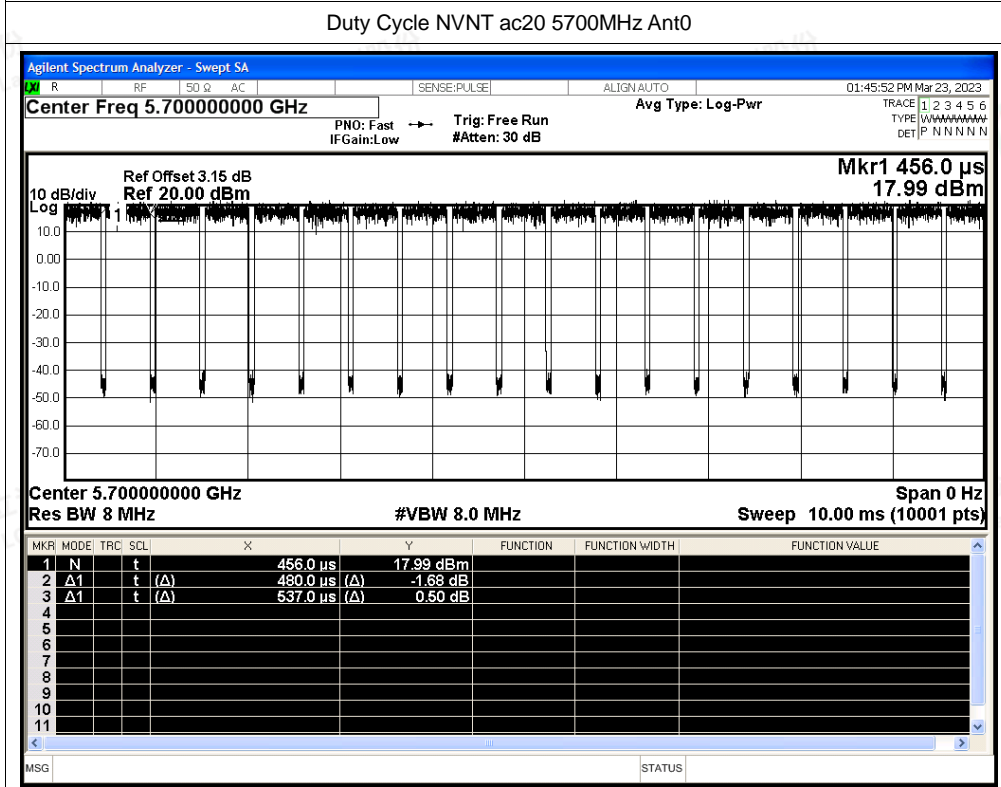 Duty Cycle NVNT ac20 5700MHz Ant0
Agilent Spectrum Analyzer - Swept SA
LXI R RF 50 Ω AC SENSE:PULSE ALIGN AUTO 01:45:52 PM Mar 23, 2023
Center Freq 5.700000000 GHz Avg Type: Log-Pwr TRACE 1 2 3 4 5 6
PNO: Fast Trig: Free Run TYPE W
IFGain:Low #Atten: 30 dB DET P N N N N N
Mkr1 456.0 µs
Ref Offset 3.15 dB
10 dB/div Ref 20.00 dBm 17.99 dBm
Log
1
10.0
0.00
-10.0
-20.0
-30.0
-40.0
-50.0
-60.0
-70.0
Center 5.700000000 GHz Span 0 Hz
Res BW 8 MHz #VBW 8.0 MHz Sweep 10.00 ms (10001 pts)
MKR MODE TRC SCL X Y FUNCTION FUNCTION WIDTH FUNCTION VALUE
1 N t 456.0 µs 17.99 dBm
2 Δ1 t (Δ) 480.0 µs (Δ) -1.68 dB
3 Δ1 t (Δ) 537.0 µs (Δ) 0.50 dB
4
5
6
7
8
9
10
11
MSG STATUS